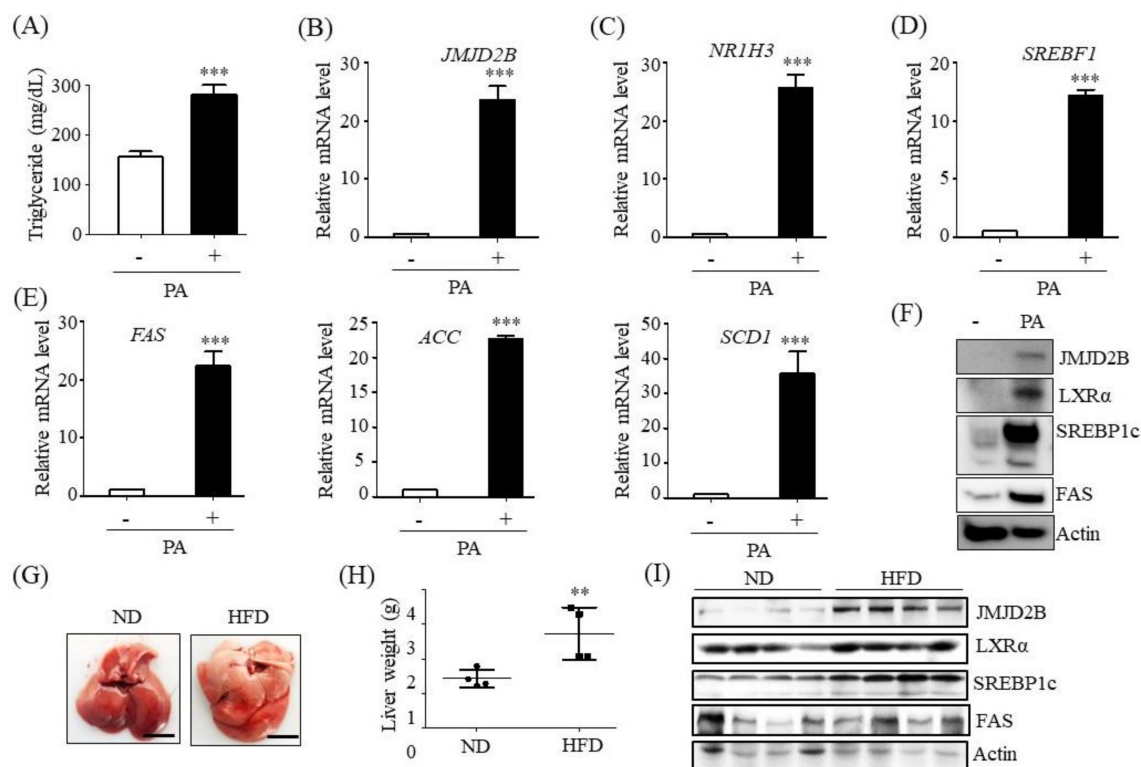 (A)
Triglyceride (mg/dL)
300
200
100
0
***
- +
PA
(B)
Relative mRNA level
JMJD2B
30
20
10
0
***
- +
PA
(C)
Relative mRNA level
NR1H3
30
20
10
0
***
- +
PA
(D)
Relative mRNA level
SREBF1
20
12
5
0
***
- +
PA
(E)
Relative mRNA level
FAS
30
20
10
0
***
- +
PA
Relative mRNA level
ACC
25
22
15
12
5
0
***
- +
PA
Relative mRNA level
SCD1
50
40
30
20
10
0
***
- +
PA
(F)
- PA
JMJD2B
LXRα
SREBP1c
FAS
Actin
(G)
ND HFD
(H)
Liver weight (g)
4
3
2
1
0
**
ND HFD
(I)
ND HFD
JMJD2B
LXRα
SREBP1c
FAS
Actin